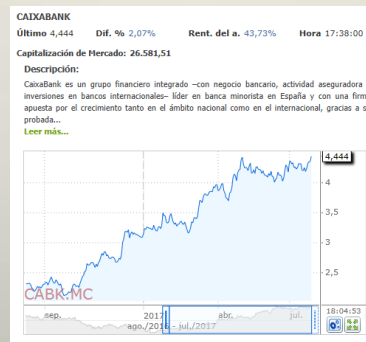 CAIXABANK
Último 4,444 Dif. % 2,07% Rent. del a. 43,73% Hora 17:38:00
Capitalización de Mercado: 26.581,51
Descripción:
CaixaBank es un grupo financiero integrado –con negocio bancario, actividad aseguradora
inversiones en bancos internacionales– líder en banca minorista en España y con una firm
apuesta por el crecimiento tanto en el ámbito nacional como en el internacional, gracias a s
probada...
Leer más...
4,444
4
3,5
3
2,5
CABK.MC
sep. 2017 abr. jul.
ago./2016 - jul./2017
18:04:53